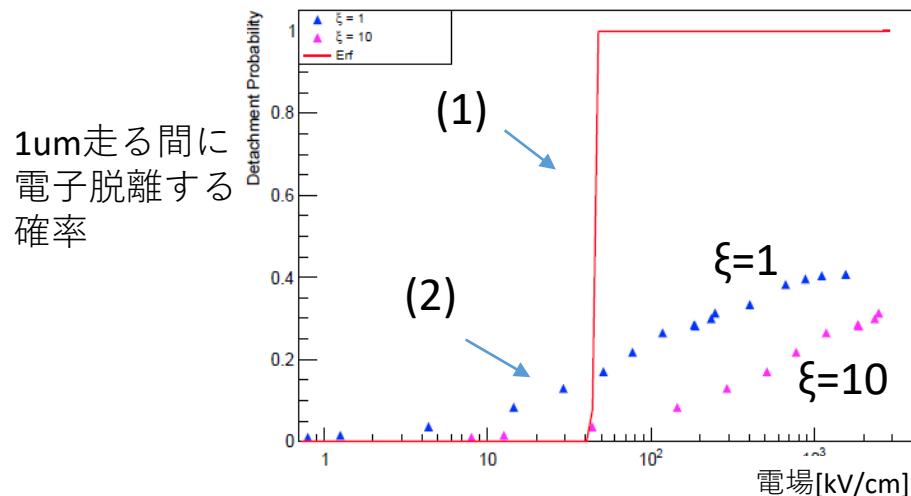 1um走る間に
電子脱離する
確率
Detachment Probability
1
0.8
0.6
0.4
0.2
0
ξ = 1
ξ = 10
Erf
(1)
(2)
ξ=1
ξ=10
1
10
10²
10³
電場[kV/cm]